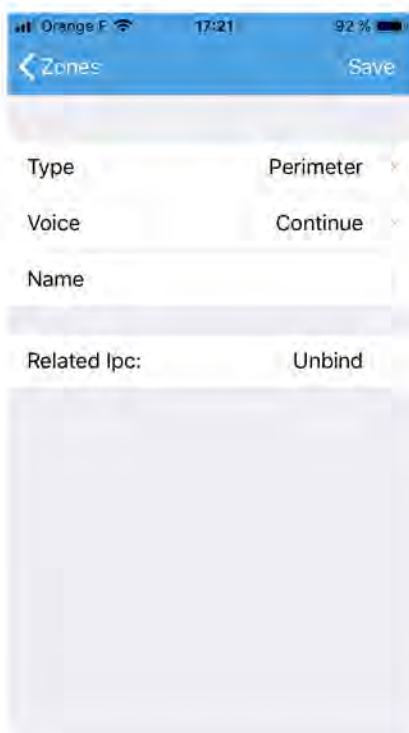 Orange F 17:21 92 %
Zones Save
Type Perimeter
Voice Continue
Name
Related Ipc: Unbind